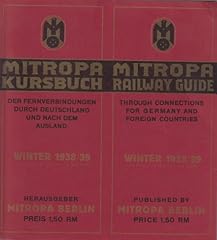 MITROPA
KURSBUCH
DER FERNVERBINDUNGEN
DURCH DEUTSCHLAND
UND NACH DEM
AUSLAND
WINTER 1938/39
HERAUSGEBER
MITROPA BERLIN
PREIS 1,50 RM
MITROPA
RAILWAY GUIDE
THROUGH CONNECTIONS
FOR GERMANY AND
FOREIGN COUNTRIES
WINTER 1938/39
PUBLISHED BY
MITROPA BERLIN
PRICE 1,50 RM